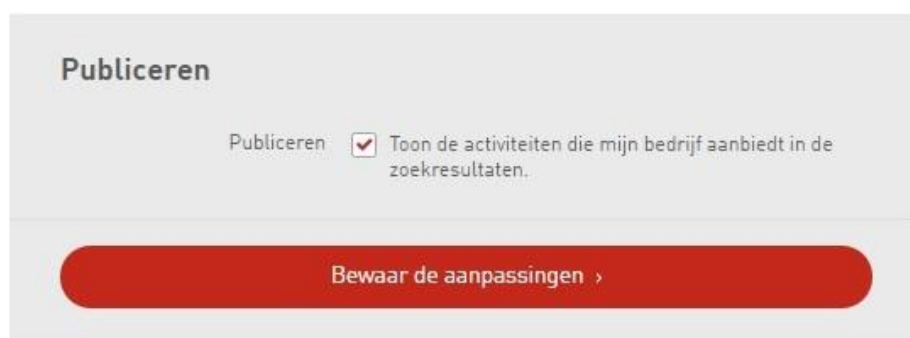 Publiceren
Publiceren Toon de activiteiten die mijn bedrijf aanbiedt in de
zoekresultaten.
Bewaar de aanpassingen ›